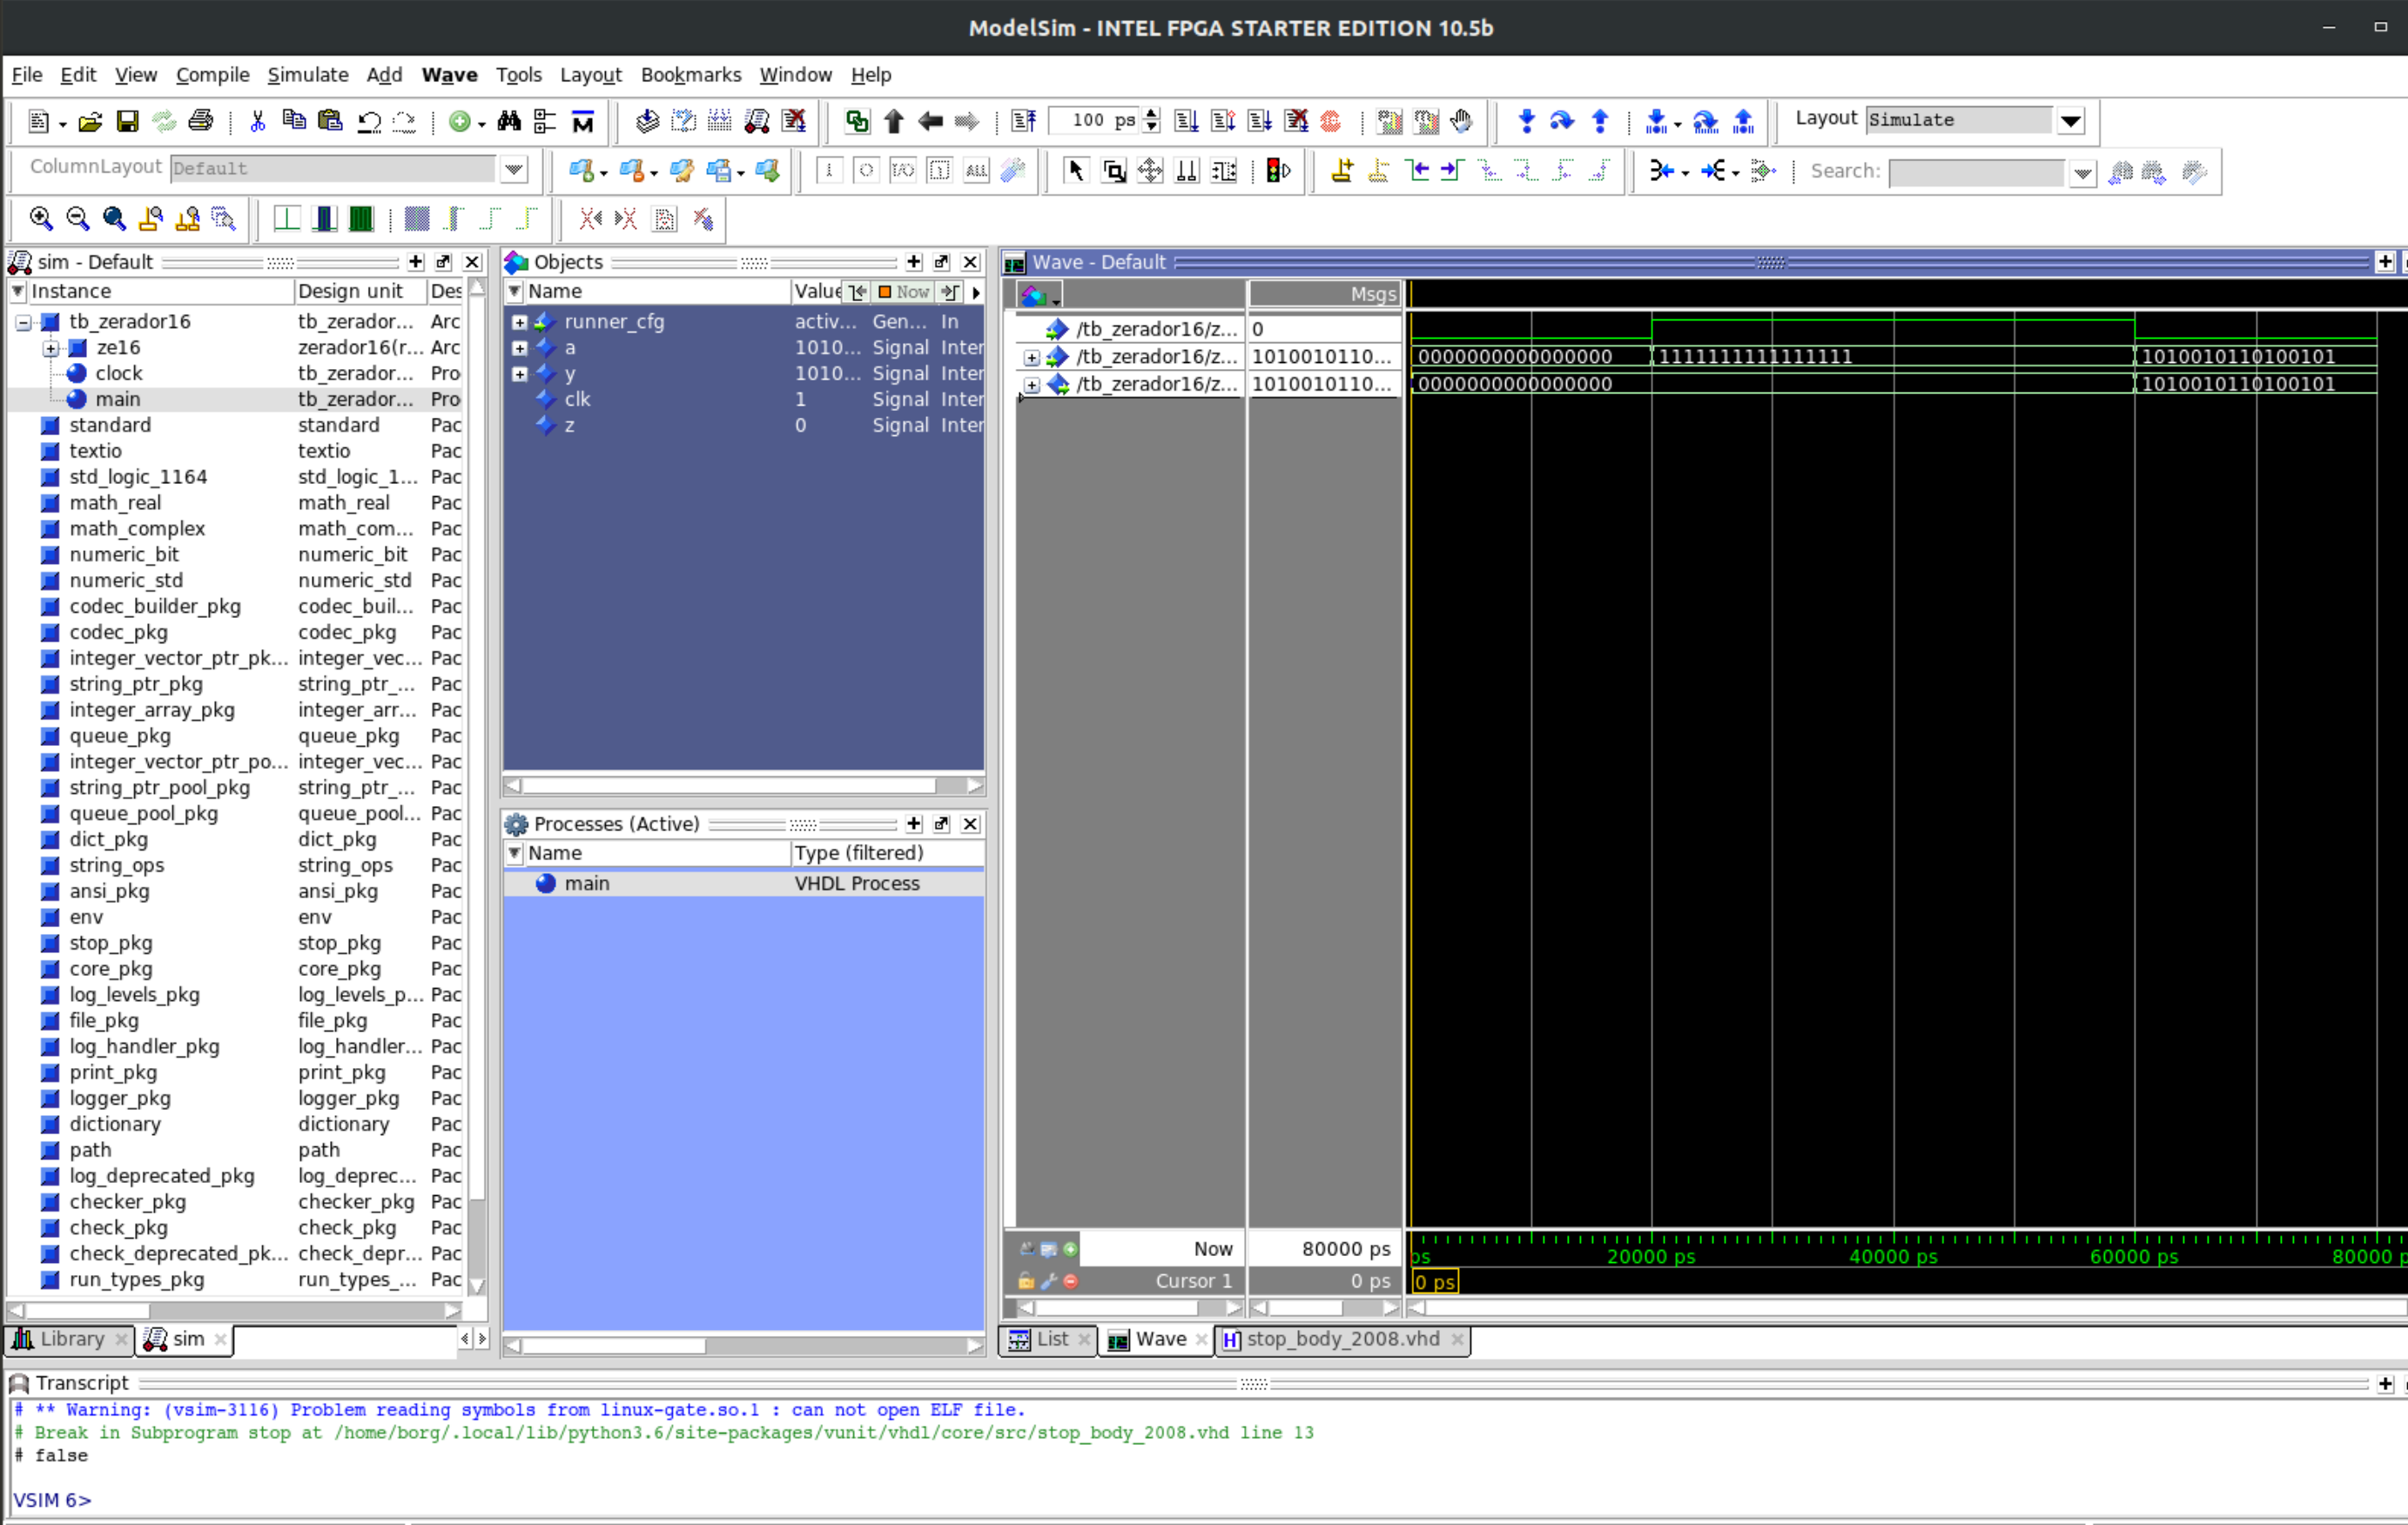 ModelSim - INTEL FPGA STARTER EDITION 10.5b
File Edit View Compile Simulate Add Wave Tools Layout Bookmarks Window Help
100 ps Layout Simulate
ColumnLayout Default Search:
sim - Default
Instance Design unit Des
tb_zerador16 tb_zerador... Arc
ze16 zerador16(r... Arc
clock tb_zerador... Pro
main tb_zerador... Pro
standard standard Pac
textio textio Pac
std_logic_1164 std_logic_1... Pac
math_real math_real Pac
math_complex math_com... Pac
numeric_bit numeric_bit Pac
numeric_std numeric_std Pac
codec_builder_pkg codec_buil... Pac
codec_pkg codec_pkg Pac
integer_vector_ptr_pk... integer_vec... Pac
string_ptr_pkg string_ptr_... Pac
integer_array_pkg integer_arr... Pac
queue_pkg queue_pkg Pac
integer_vector_ptr_po... integer_vec... Pac
string_ptr_pool_pkg string_ptr_... Pac
queue_pool_pkg queue_pool... Pac
dict_pkg dict_pkg Pac
string_ops string_ops Pac
ansi_pkg ansi_pkg Pac
env env Pac
stop_pkg stop_pkg Pac
core_pkg core_pkg Pac
log_levels_pkg log_levels_p... Pac
file_pkg file_pkg Pac
log_handler_pkg log_handler... Pac
print_pkg print_pkg Pac
logger_pkg logger_pkg Pac
dictionary dictionary Pac
path path Pac
log_deprecated_pkg log_deprec... Pac
checker_pkg checker_pkg Pac
check_pkg check_pkg Pac
check_deprecated_pk... check_depr... Pac
run_types_pkg run_types_... Pac
Library sim
Objects
Name Value Now
runner_cfg activ... Gen... In
a 1010... Signal Inter
y 1010... Signal Inter
clk 1 Signal Inter
z 0 Signal Inter
Processes (Active)
Name Type (filtered)
main VHDL Process
Wave - Default
Msgs
/tb_zerador16/z... 0
/tb_zerador16/z... 1010010110... 0000000000000000 1111111111111111 1010010110100101
/tb_zerador16/z... 1010010110... 0000000000000000 1010010110100101
Now 80000 ps ps 20000 ps 40000 ps 60000 ps 80000 p
Cursor 1 0 ps 0 ps
List Wave stop_body_2008.vhd
Transcript
# ** Warning: (vsim-3116) Problem reading symbols from linux-gate.so.1 : can not open ELF file.
# Break in Subprogram stop at /home/borg/.local/lib/python3.6/site-packages/vunit/vhdl/core/src/stop_body_2008.vhd line 13
# false
VSIM 6>